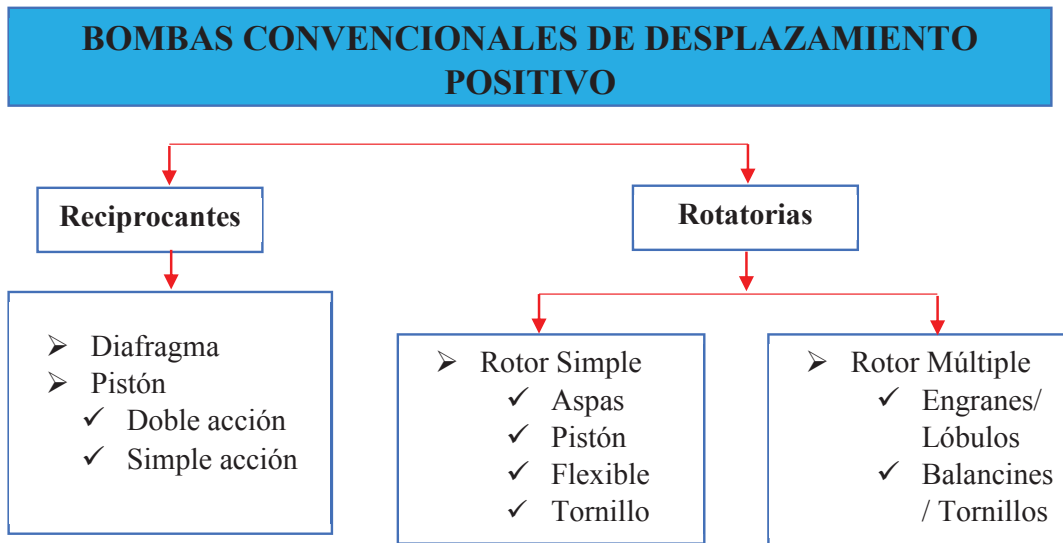 BOMBAS CONVENCIONALES DE DESPLAZAMIENTO
POSITIVO
Reciprocantes
Rotatorias
Diafragma
Pistón
Doble acción
Simple acción
Rotor Simple
Aspas
Pistón
Flexible
Tornillo
Rotor Múltiple
Engranes/
Lóbulos
Balancines
/ Tornillos